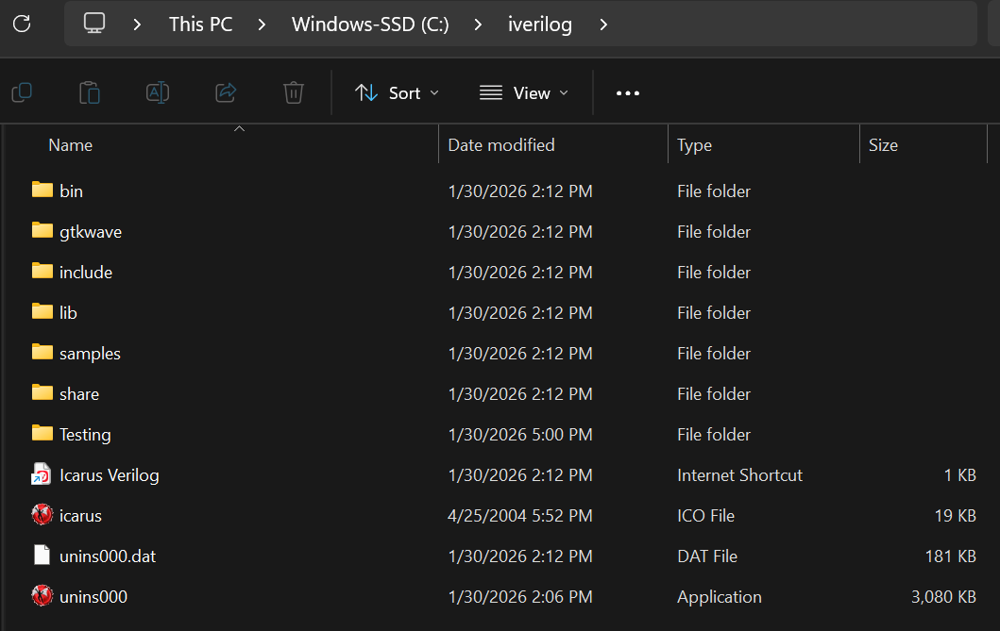 This PC > Windows-SSD (C:) > iverilog >
Sort View ...
Name Date modified Type Size
bin 1/30/2026 2:12 PM File folder
gtkwave 1/30/2026 2:12 PM File folder
include 1/30/2026 2:12 PM File folder
lib 1/30/2026 2:12 PM File folder
samples 1/30/2026 2:12 PM File folder
share 1/30/2026 2:12 PM File folder
Testing 1/30/2026 5:00 PM File folder
Icarus Verilog 1/30/2026 2:12 PM Internet Shortcut 1 KB
icarus 4/25/2004 5:52 PM ICO File 19 KB
unins000.dat 1/30/2026 2:12 PM DAT File 181 KB
unins000 1/30/2026 2:06 PM Application 3,080 KB